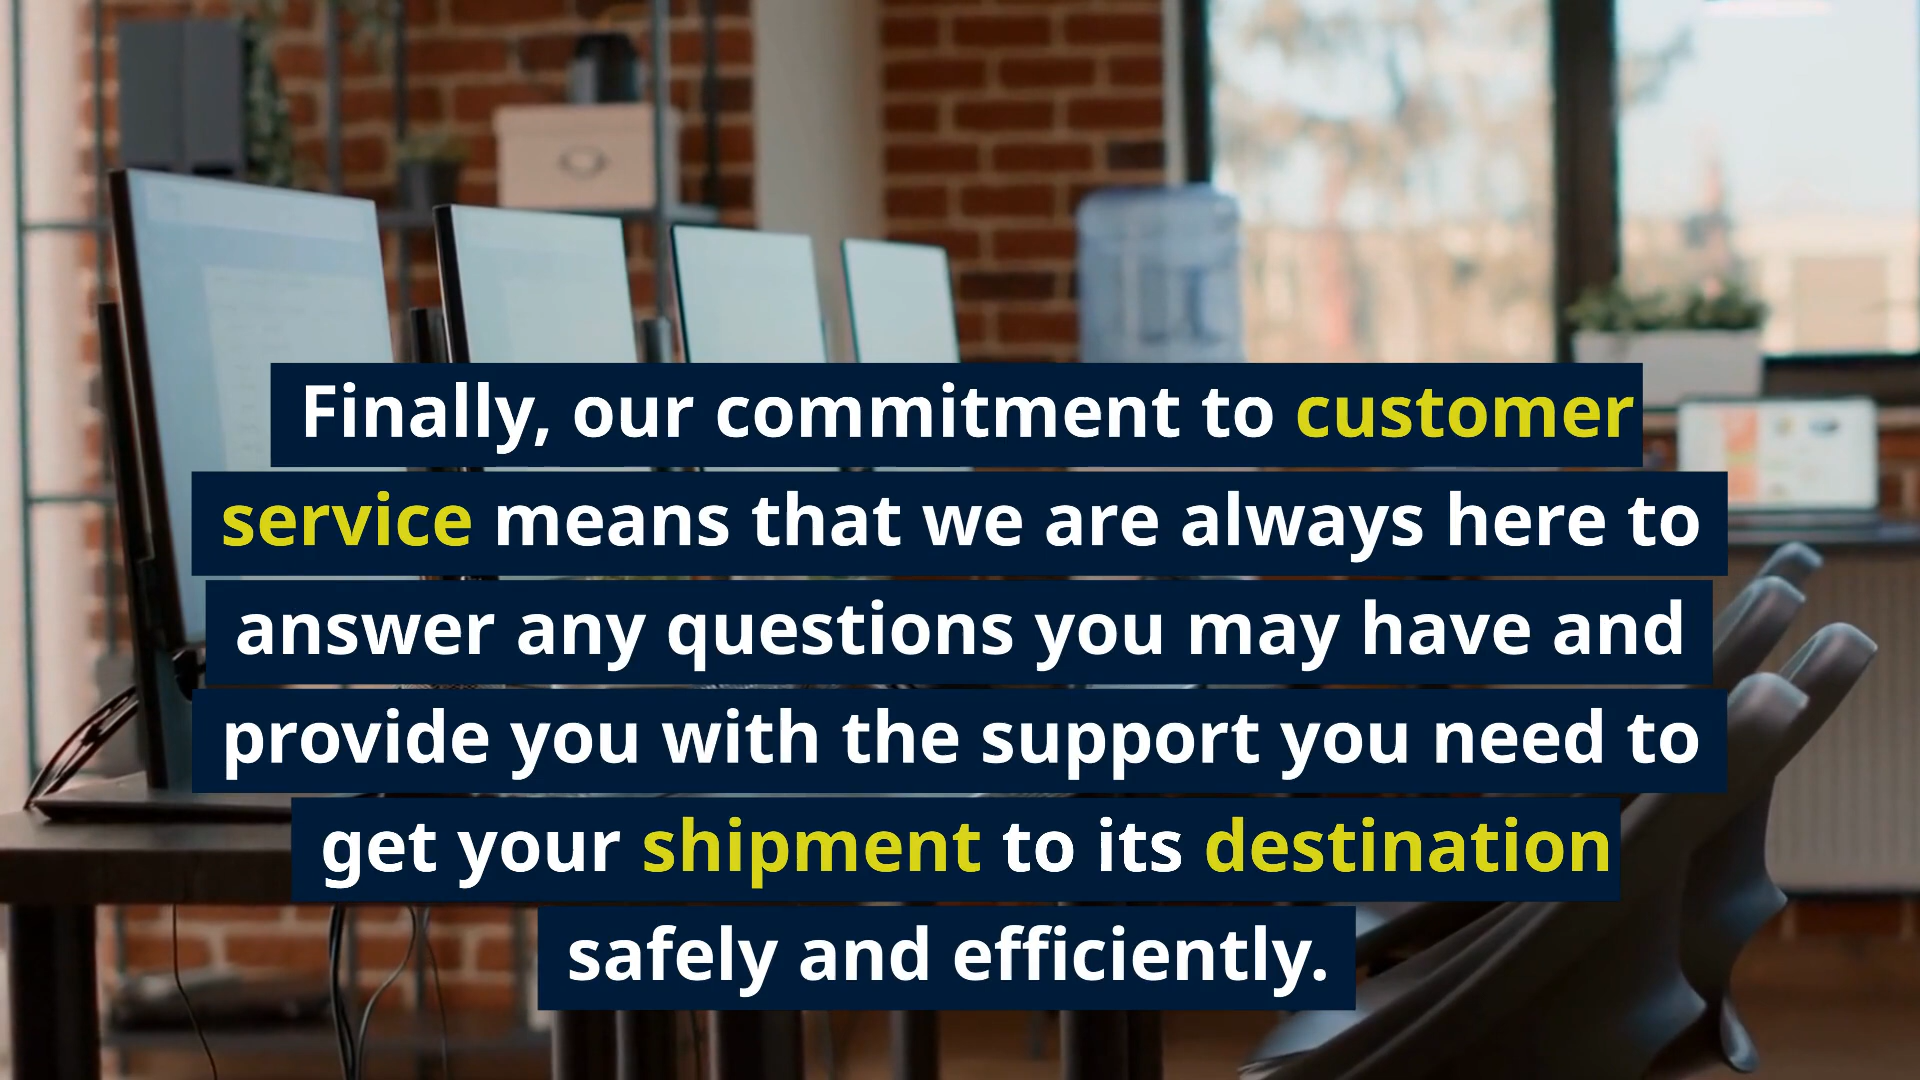 Finally, our commitment to customer
service means that we are always here to
answer any questions you may have and
provide you with the support you need to
get your shipment to its destination
safely and efficiently.